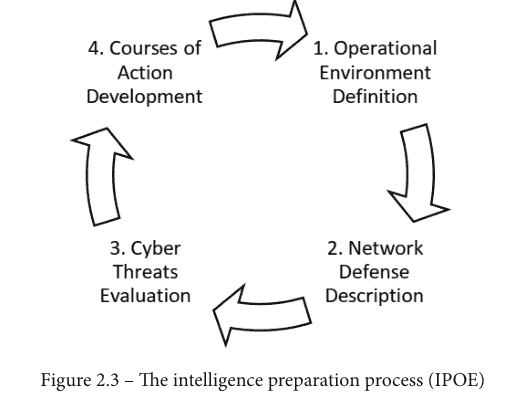 1. Operational
Environment
Definition
2. Network
Defense
Description
3. Cyber
Threats
Evaluation
4. Courses of
Action
Development
Figure 2.3 – The intelligence preparation process (IPOE)